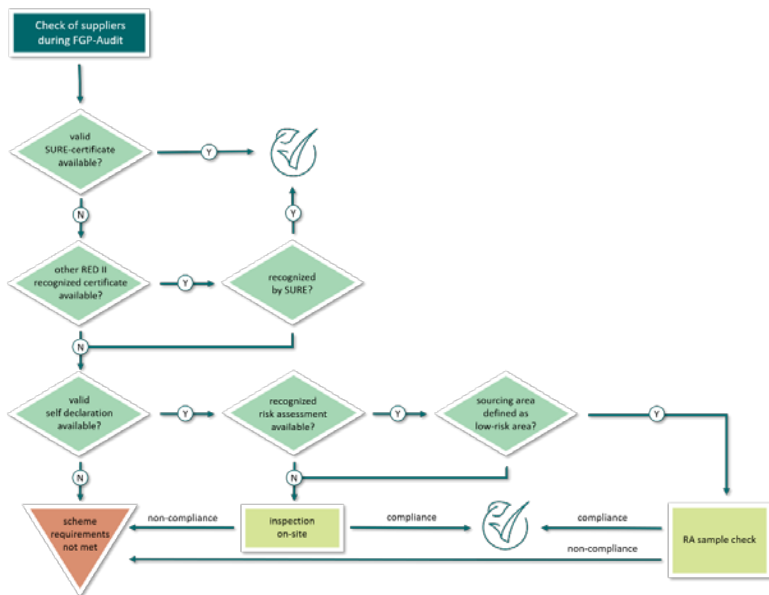 Check of suppliers
during FGP-Audit
valid
SURE-certificate
available?
Y
N
Y
other RED II
recognized certificate
available?
Y
recognized
by SURE?
N
valid
self declaration
available?
Y
recognized
risk assessment
available?
Y
sourcing area
defined as
low-risk area?
Y
N
N
scheme
requirements
not met
non-compliance
inspection
on-site
compliance
compliance
non-compliance
RA sample check